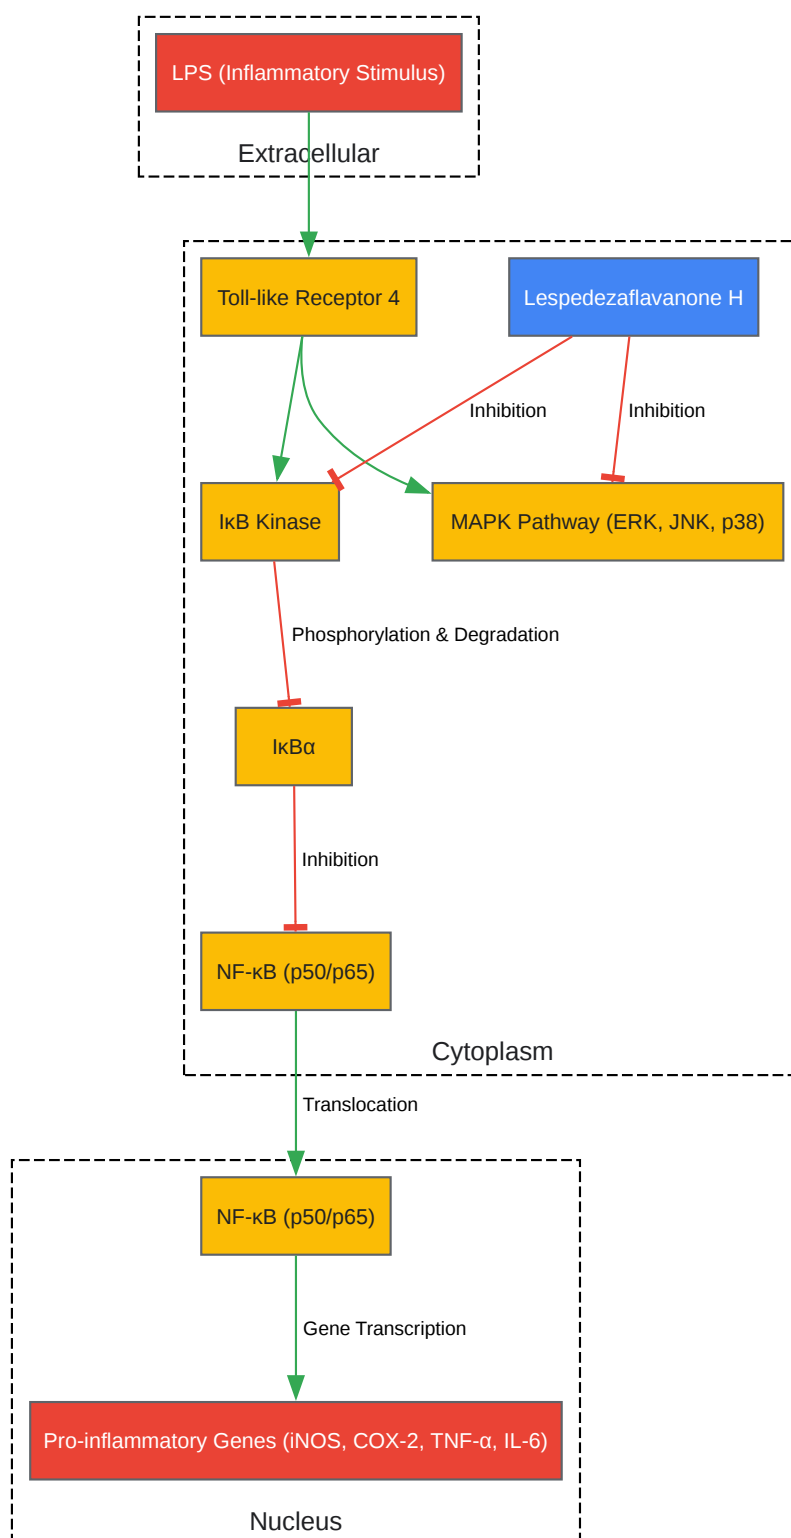 LPS (Inflammatory Stimulus)
Extracellular
Toll-like Receptor 4
Lespedezaflavanone H
Inhibition
Inhibition
IκB Kinase
MAPK Pathway (ERK, JNK, p38)
Phosphorylation & Degradation
IκBα
Inhibition
NF-κB (p50/p65)
Cytoplasm
Translocation
NF-κB (p50/p65)
Gene Transcription
Pro-inflammatory Genes (iNOS, COX-2, TNF-α, IL-6)
Nucleus